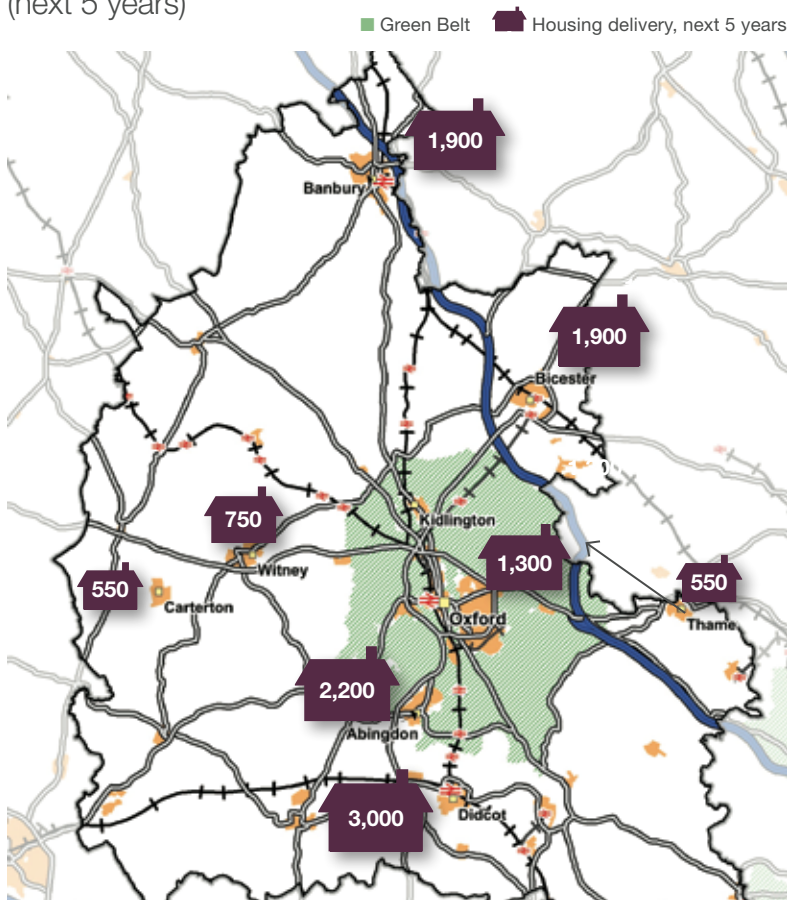 (next 5 years)
Green Belt
Housing delivery, next 5 years
1,900
Banbury
1,900
Bicester
Kidlington
750
Witney
1,300
550
Carterton
Oxford
550
Thame
2,200
Abingdon
3,000
Didcot